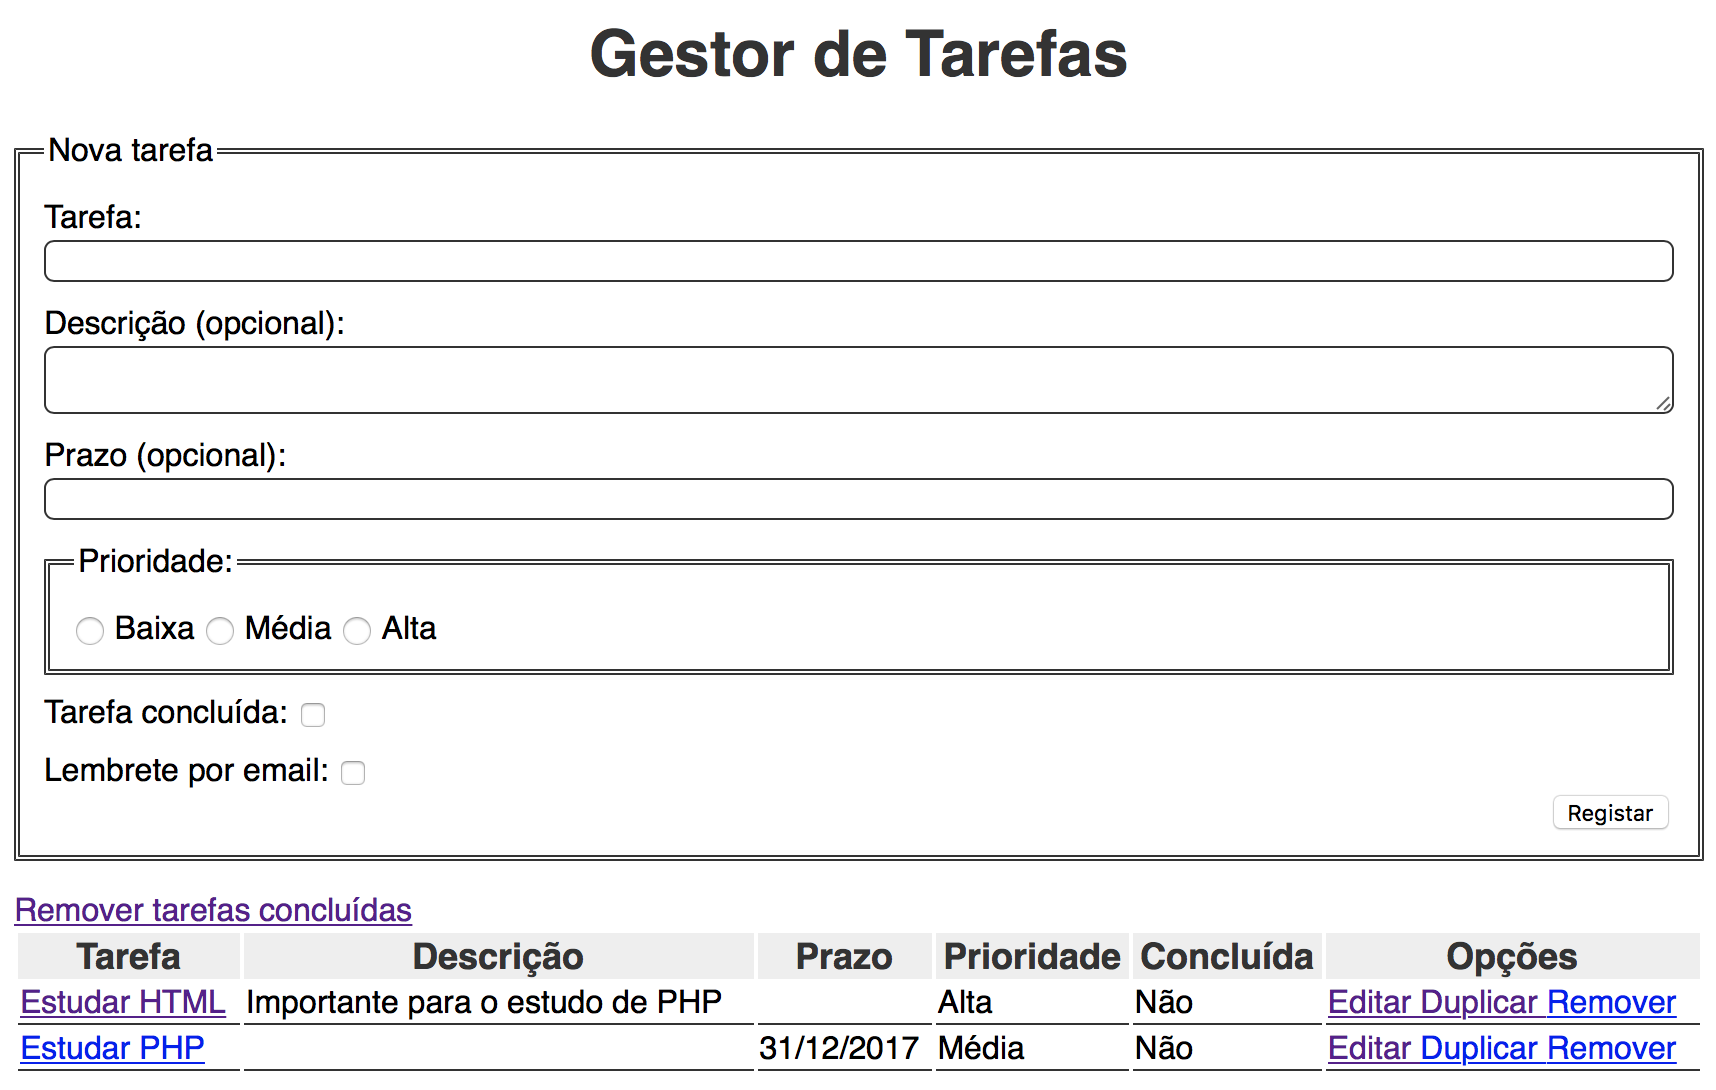 Gestor de Tarefas
Nova tarefa
Tarefa:
Descrição (opcional):
Prazo (opcional):
Prioridade:
Baixa Média Alta
Tarefa concluída:
Lembrete por email:
Registar
Remover tarefas concluídas
Tarefa Descrição Prazo Prioridade Concluída Opções
Estudar HTML Importante para o estudo de PHP Alta Não Editar Duplicar Remover
Estudar PHP 31/12/2017 Média Não Editar Duplicar Remover